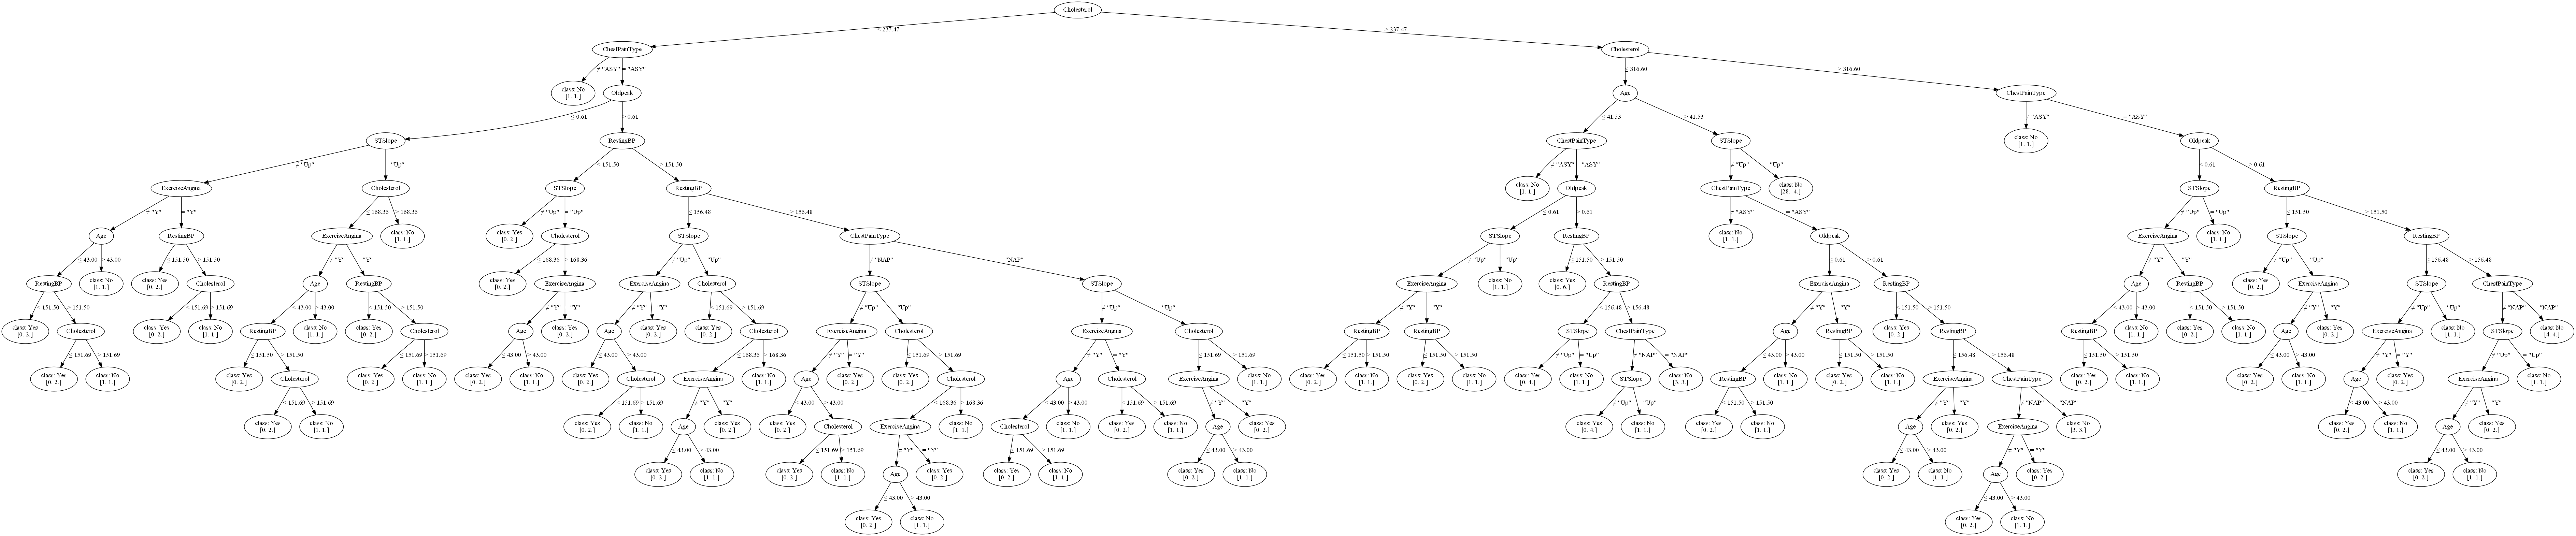 Cholesterol
≤ 237.47
> 237.47
ChestPainType
Cholesterol
≠ "ASY"
= "ASY"
≤ 316.60
> 316.60
class: No
[1. 1.]
Oldpeak
Age
ChestPainType
≤ 0.61
> 0.61
≤ 41.53
> 41.53
≠ "ASY"
= "ASY"
STSlope
RestingBP
ChestPainType
STSlope
class: No
[1. 1.]
Oldpeak
≠ "Up"
= "Up"
≤ 151.50
> 151.50
≠ "ASY"
= "ASY"
≠ "Up"
= "Up"
≤ 0.61
> 0.61
ExerciseAngina
Cholesterol
STSlope
RestingBP
class: No
[1. 1.]
Oldpeak
ChestPainType
class: No
[28. 4.]
STSlope
RestingBP
≠ "Y"
= "Y"
≤ 168.36
> 168.36
≠ "Up"
= "Up"
≤ 156.48
> 156.48
≤ 0.61
> 0.61
≠ "ASY"
= "ASY"
≠ "Up"
= "Up"
≤ 151.50
> 151.50
Age
RestingBP
ExerciseAngina
class: No
[1. 1.]
class: Yes
[0. 2.]
Cholesterol
STSlope
ChestPainType
STSlope
RestingBP
class: No
[1. 1.]
Oldpeak
ExerciseAngina
class: No
[1. 1.]
STSlope
RestingBP
≤ 43.00
> 43.00
≤ 151.50
> 151.50
≠ "Y"
= "Y"
≤ 168.36
> 168.36
≠ "Up"
= "Up"
≠ "NAP"
= "NAP"
≠ "Up"
= "Up"
≤ 151.50
> 151.50
≤ 0.61
> 0.61
≠ "Y"
= "Y"
≠ "Up"
= "Up"
≤ 156.48
> 156.48
RestingBP
class: No
[1. 1.]
class: Yes
[0. 2.]
Cholesterol
Age
RestingBP
class: Yes
[0. 2.]
ExerciseAngina
ExerciseAngina
Cholesterol
STSlope
STSlope
ExerciseAngina
class: No
[1. 1.]
class: Yes
[0. 6.]
RestingBP
ExerciseAngina
RestingBP
Age
RestingBP
class: Yes
[0. 2.]
ExerciseAngina
STSlope
ChestPainType
≤ 151.50
> 151.50
≤ 151.69
> 151.69
≤ 43.00
> 43.00
≤ 151.50
> 151.50
≠ "Y"
= "Y"
≠ "Y"
= "Y"
≤ 151.69
> 151.69
≠ "Up"
= "Up"
≠ "Up"
= "Up"
≠ "Y"
= "Y"
≤ 156.48
> 156.48
≠ "Y"
= "Y"
≤ 151.50
> 151.50
≤ 43.00
> 43.00
≤ 151.50
> 151.50
≠ "Y"
= "Y"
≠ "Up"
= "Up"
≠ "NAP"
= "NAP"
class: Yes
[0. 2.]
Cholesterol
class: Yes
[0. 2.]
class: No
[1. 1.]
RestingBP
class: No
[1. 1.]
class: Yes
[0. 2.]
Cholesterol
Age
class: Yes
[0. 2.]
Age
class: Yes
[0. 2.]
class: Yes
[0. 2.]
Cholesterol
ExerciseAngina
Cholesterol
ExerciseAngina
Cholesterol
RestingBP
RestingBP
STSlope
ChestPainType
Age
RestingBP
class: Yes
[0. 2.]
RestingBP
RestingBP
class: No
[1. 1.]
class: Yes
[0. 2.]
class: No
[1. 1.]
Age
class: Yes
[0. 2.]
ExerciseAngina
class: No
[1. 1.]
STSlope
class: No
[4. 4.]
≤ 151.69
> 151.69
≤ 151.50
> 151.50
≤ 151.69
> 151.69
≤ 43.00
> 43.00
≤ 43.00
> 43.00
≤ 168.36
> 168.36
≠ "Y"
= "Y"
≤ 151.69
> 151.69
≠ "Y"
= "Y"
≤ 151.69
> 151.69
≤ 151.50
> 151.50
≤ 151.50
> 151.50
≠ "Up"
= "Up"
≠ "NAP"
= "NAP"
≤ 43.00
> 43.00
≤ 151.50
> 151.50
≤ 156.48
> 156.48
≤ 151.50
> 151.50
≤ 43.00
> 43.00
≠ "Y"
= "Y"
≠ "Up"
= "Up"
class: Yes
[0. 2.]
class: No
[1. 1.]
class: Yes
[0. 2.]
Cholesterol
class: Yes
[0. 2.]
class: No
[1. 1.]
class: Yes
[0. 2.]
class: No
[1. 1.]
class: Yes
[0. 2.]
Cholesterol
ExerciseAngina
class: No
[1. 1.]
Age
class: Yes
[0. 2.]
class: Yes
[0. 2.]
Cholesterol
Age
Cholesterol
ExerciseAngina
class: No
[1. 1.]
class: Yes
[0. 2.]
class: No
[1. 1.]
class: Yes
[0. 2.]
class: No
[1. 1.]
class: Yes
[0. 4.]
class: No
[1. 1.]
STSlope
class: No
[3. 3.]
RestingBP
class: No
[1. 1.]
class: Yes
[0. 2.]
class: No
[1. 1.]
ExerciseAngina
ChestPainType
class: Yes
[0. 2.]
class: No
[1. 1.]
class: Yes
[0. 2.]
class: No
[1. 1.]
Age
class: Yes
[0. 2.]
ExerciseAngina
class: No
[1. 1.]
≤ 151.69
> 151.69
≤ 151.69
> 151.69
≠ "Y"
= "Y"
≤ 43.00
> 43.00
≤ 168.36
> 168.36
≤ 43.00
> 43.00
≤ 151.69
> 151.69
≠ "Y"
= "Y"
≠ "Up"
= "Up"
≤ 151.50
> 151.50
≠ "Y"
= "Y"
≠ "NAP"
= "NAP"
≤ 43.00
> 43.00
≠ "Y"
= "Y"
class: Yes
[0. 2.]
class: No
[1. 1.]
class: Yes
[0. 2.]
class: No
[1. 1.]
Age
class: Yes
[0. 2.]
class: Yes
[0. 2.]
Cholesterol
ExerciseAngina
class: No
[1. 1.]
Cholesterol
class: No
[1. 1.]
class: Yes
[0. 2.]
class: No
[1. 1.]
Age
class: Yes
[0. 2.]
class: Yes
[0. 4.]
class: No
[1. 1.]
class: Yes
[0. 2.]
class: No
[1. 1.]
Age
class: Yes
[0. 2.]
ExerciseAngina
class: No
[3. 3.]
class: Yes
[0. 2.]
class: No
[1. 1.]
Age
class: Yes
[0. 2.]
≤ 43.00
> 43.00
≤ 151.69
> 151.69
≠ "Y"
= "Y"
≤ 151.69
> 151.69
≤ 43.00
> 43.00
≤ 43.00
> 43.00
≠ "Y"
= "Y"
≤ 43.00
> 43.00
class: Yes
[0. 2.]
class: No
[1. 1.]
class: Yes
[0. 2.]
class: No
[1. 1.]
Age
class: Yes
[0. 2.]
class: Yes
[0. 2.]
class: No
[1. 1.]
class: Yes
[0. 2.]
class: No
[1. 1.]
class: Yes
[0. 2.]
class: No
[1. 1.]
Age
class: Yes
[0. 2.]
class: Yes
[0. 2.]
class: No
[1. 1.]
≤ 43.00
> 43.00
≤ 43.00
> 43.00
class: Yes
[0. 2.]
class: No
[1. 1.]
class: Yes
[0. 2.]
class: No
[1. 1.]